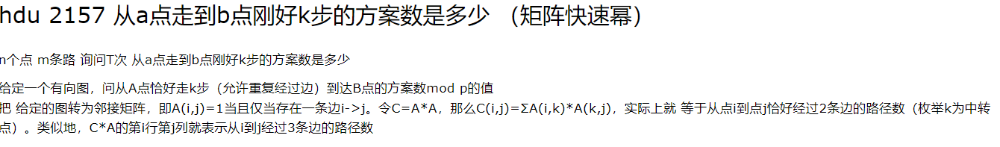 hdu 2157 从a点走到b点刚好k步的方案数是多少 （矩阵快速幂）
n个点 m条路 询问T次 从a点走到b点刚好k步的方案数是多少
给定一个有向图，问从A点恰好走k步（允许重复经过边）到达B点的方案数mod p的值
把 给定的图转为邻接矩阵，即A(i,j)=1当且仅当存在一条边i->j。令C=A*A，那么C(i,j)=ΣA(i,k)*A(k,j)，实际上就 等于从点i到点j恰好经过2条边的路径数（枚举k为中转
点）。类似地，C*A的第i行第j列就表示从i到j经过3条边的路径数